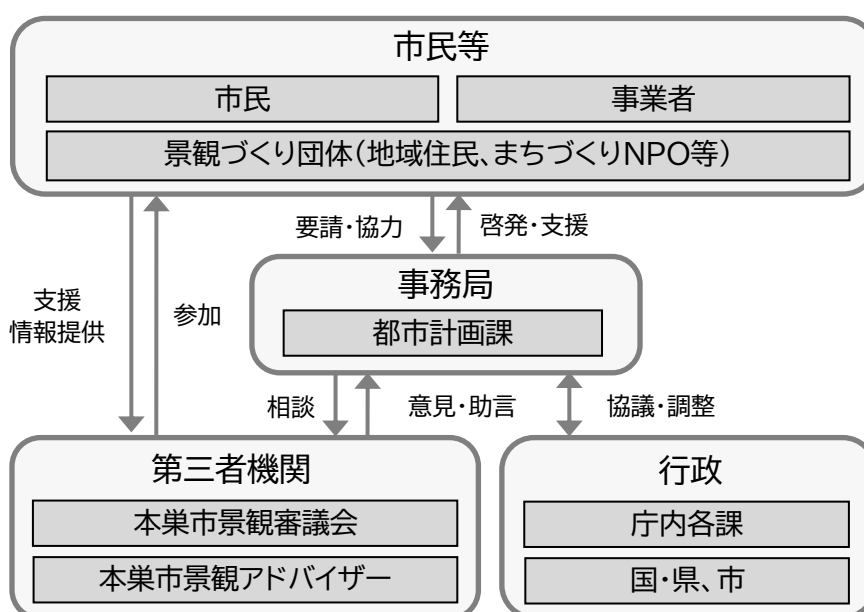 市民等
市民
事業者
景観づくり団体(地域住民、まちづくりNPO等)
要請・協力
啓発・支援
支援
情報提供
参加
事務局
都市計画課
相談
意見・助言
協議・調整
第三者機関
本巣市景観審議会
本巣市景観アドバイザー
行政
庁内各課
国・県、市